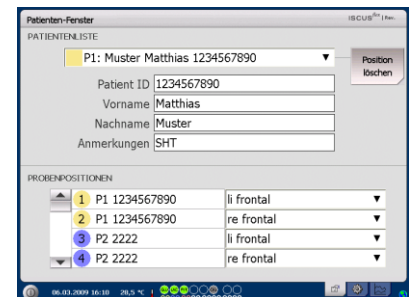 Patienten-Fenster
ISCUS
PATIENTENLISTE
P1: Muster Matthias 1234567890
Position
löschen
Patient ID 1234567890
Vorname Matthias
Nachname Muster
Anmerkungen SHT
PROBENPOSITIONEN
1 P1 1234567890 li frontal
2 P1 1234567890 re frontal
3 P2 2222 li frontal
4 P2 2222 re frontal
06.03.2009 16:10 28,5 °C